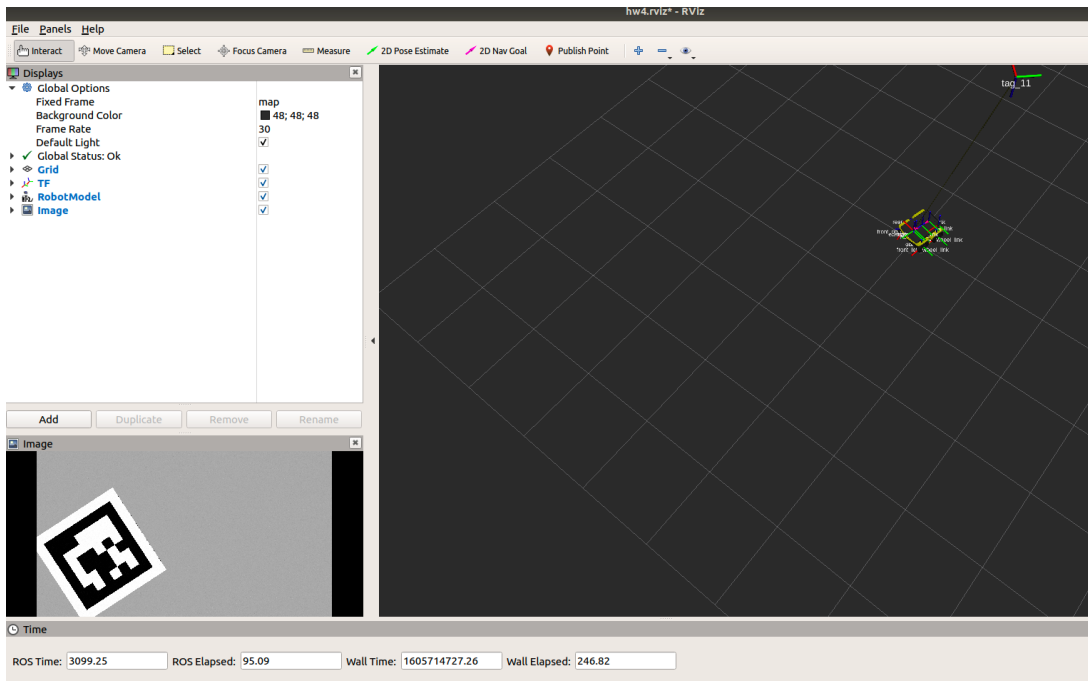 hw4.rviz* - RViz
File Panels Help
Interact Move Camera Select Focus Camera Measure 2D Pose Estimate 2D Nav Goal Publish Point
Displays
Global Options
Fixed Frame map
Background Color 48; 48; 48
Frame Rate 30
Default Light
Global Status: Ok
Grid
TF
RobotModel
Image
Add Duplicate Remove Rename
Image
tag_11
wheel_link
wheel_link
Time
ROS Time: 3099.25 ROS Elapsed: 95.09 Wall Time: 1605714727.26 Wall Elapsed: 246.82